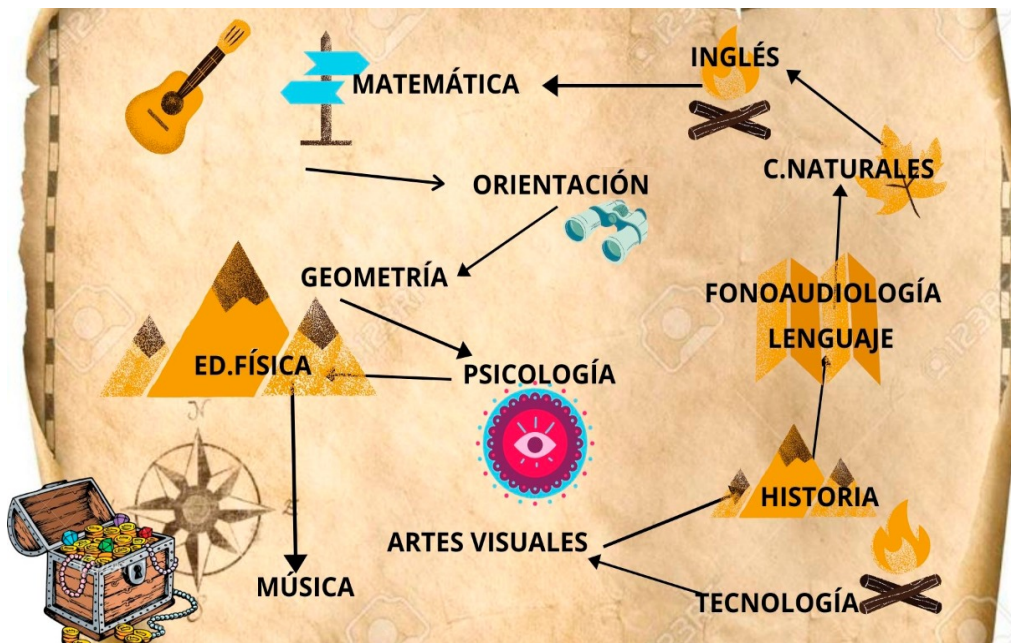 INGLÉS
MATEMÁTICA
C.NATURALES
ORIENTACIÓN
GEOMETRÍA
FONOAUDIOLOGÍA
LENGUAJE
ED.FÍSICA
PSICOLOGÍA
HISTORIA
ARTES VISUALES
MÚSICA
TECNOLOGÍA